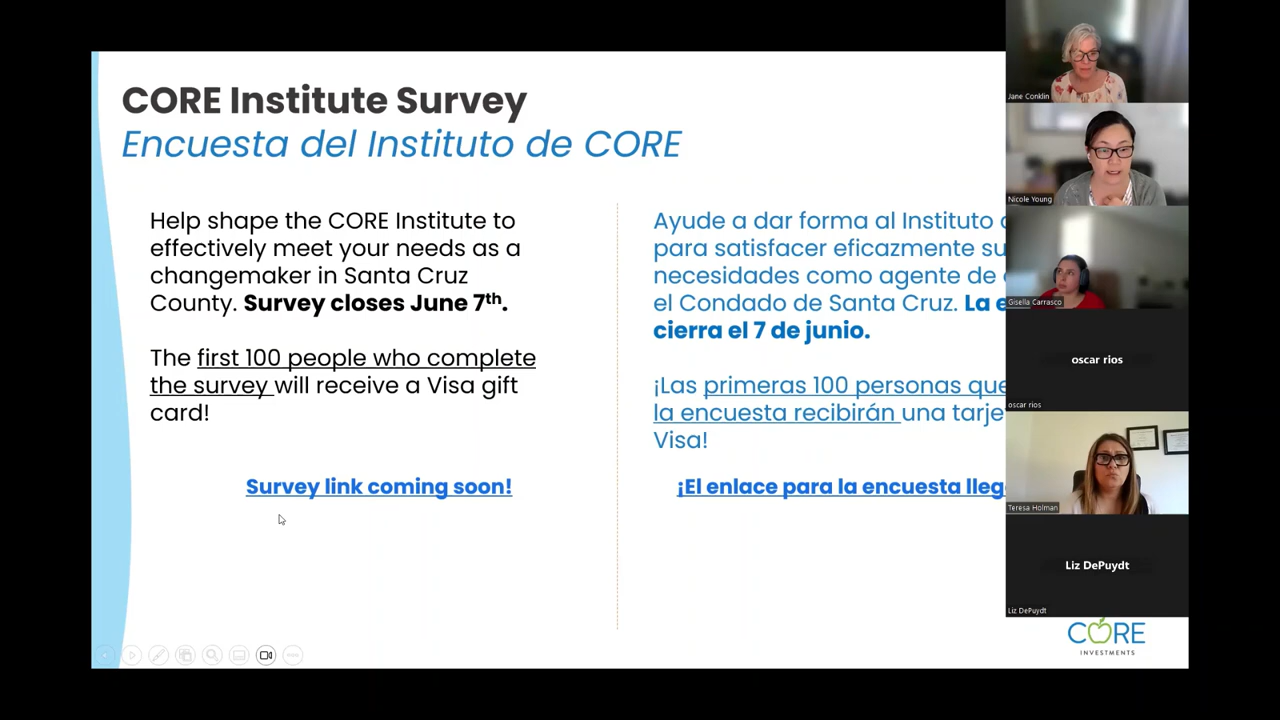 CORE Institute Survey
Encuesta del Instituto de CORE
Help shape the CORE Institute to
effectively meet your needs as a
changemaker in Santa Cruz
County. Survey closes June 7th.
The first 100 people who complete
the survey will receive a Visa gift
card!
Survey link coming soon!
Ayude a dar forma al Instituto
para satisfacer eficazmente su
necesidades como agente de
el Condado de Santa Cruz. La e
cierra el 7 de junio.
¡Las primeras 100 personas que
la encuesta recibirán una tarje
Visa!
¡El enlace para la encuesta lleg
Jane Conklin
Nicole Young
Gisella Carrasco
oscar rios
oscar rios
Teresa Holman
Liz DePuydt
Liz DePuydt
CORE
INVESTMENTS